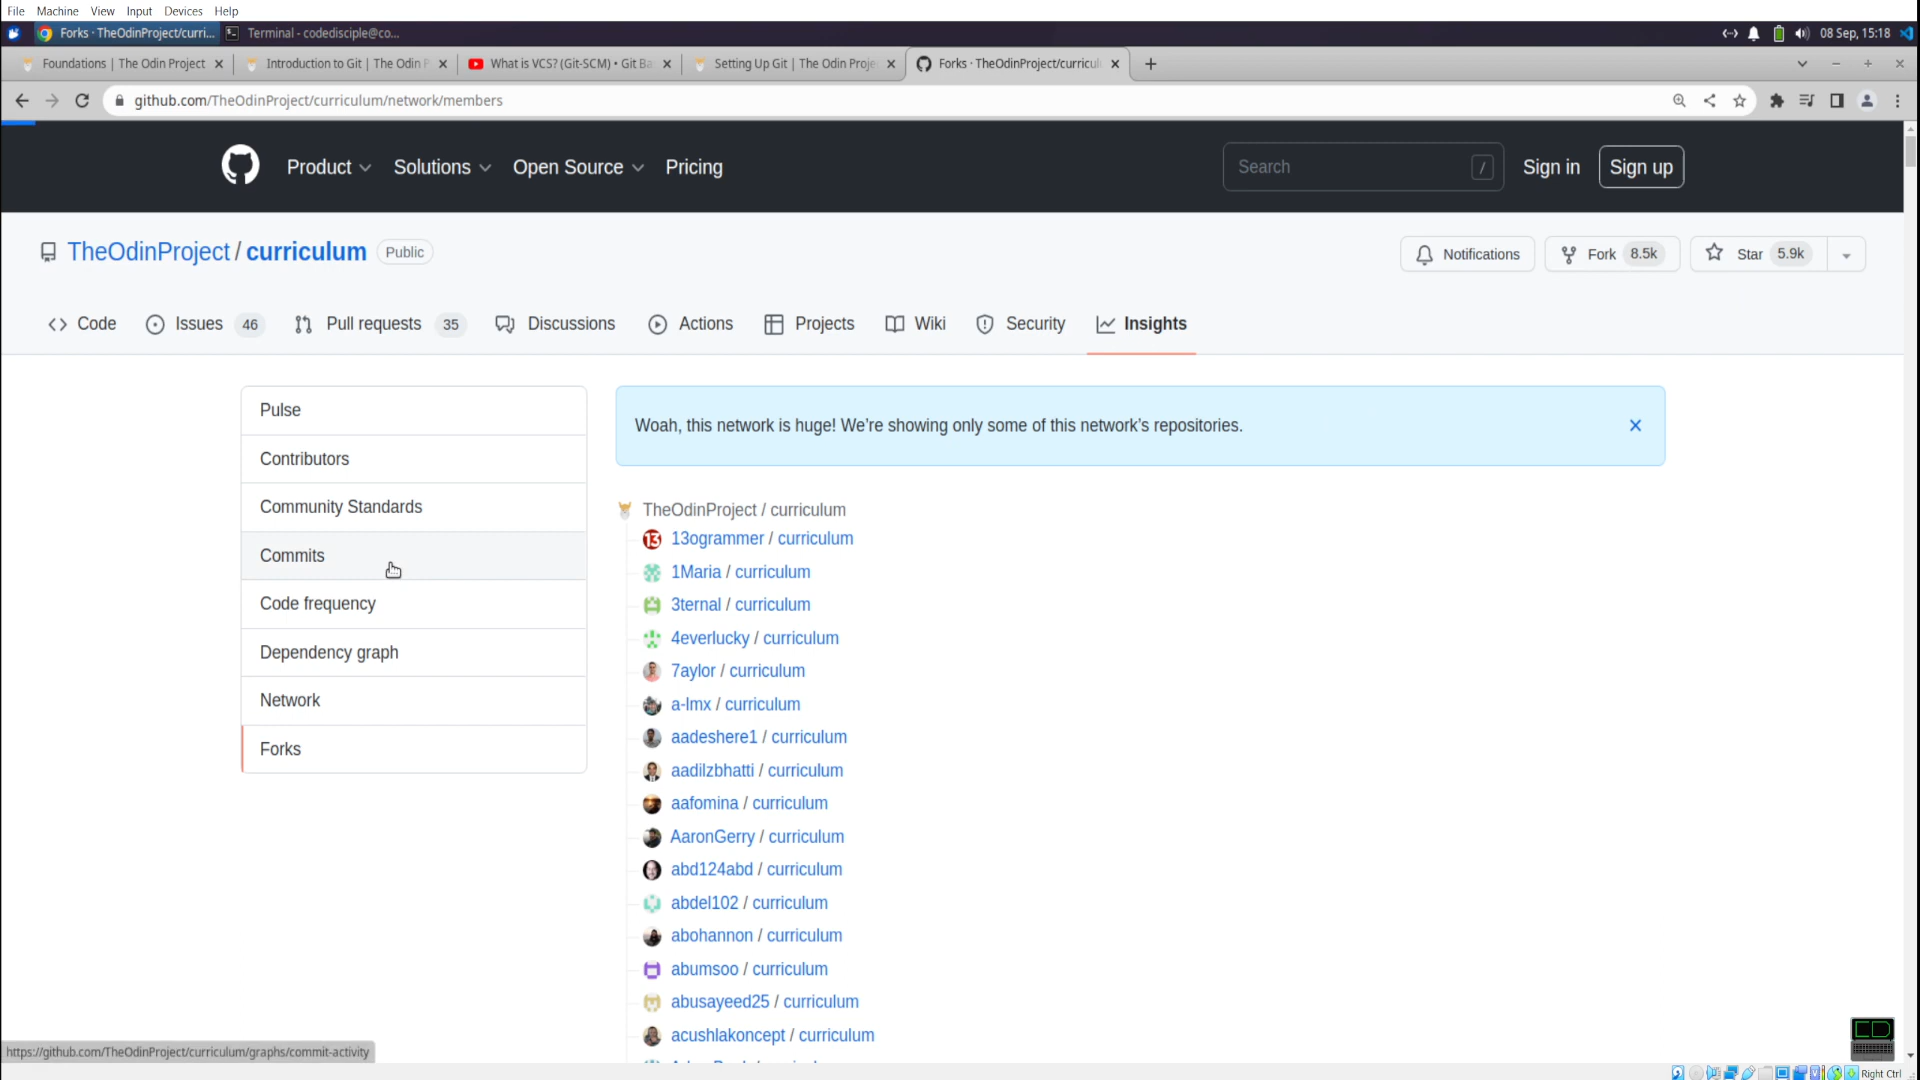 File Machine View Input Devices Help
Forks · TheOdinProject/curri... Terminal - codedisciple@co... 08 Sep, 15:18
Foundations | The Odin Project Introduction to Git | The Odin P What is VCS? (Git-SCM) • Git Ba Setting Up Git | The Odin Proje Forks · TheOdinProject/curricul
github.com/TheOdinProject/curriculum/network/members
Product Solutions Open Source Pricing Search / Sign in Sign up
TheOdinProject / curriculum Public Notifications Fork 8.5k Star 5.9k
Code Issues 46 Pull requests 35 Discussions Actions Projects Wiki Security Insights
Pulse
Contributors
Community Standards
Commits
Code frequency
Dependency graph
Network
Forks
Woah, this network is huge! We're showing only some of this network's repositories.
TheOdinProject / curriculum
13ogrammer / curriculum
1Maria / curriculum
3ternal / curriculum
4everlucky / curriculum
7aylor / curriculum
a-lmx / curriculum
aadeshere1 / curriculum
aadilzbhatti / curriculum
aafomina / curriculum
AaronGerry / curriculum
abd124abd / curriculum
abdel102 / curriculum
abohannon / curriculum
abumsoo / curriculum
abusayeed25 / curriculum
acushlakoncept / curriculum
https://github.com/TheOdinProject/curriculum/graphs/commit-activity
CD
Right Ctrl